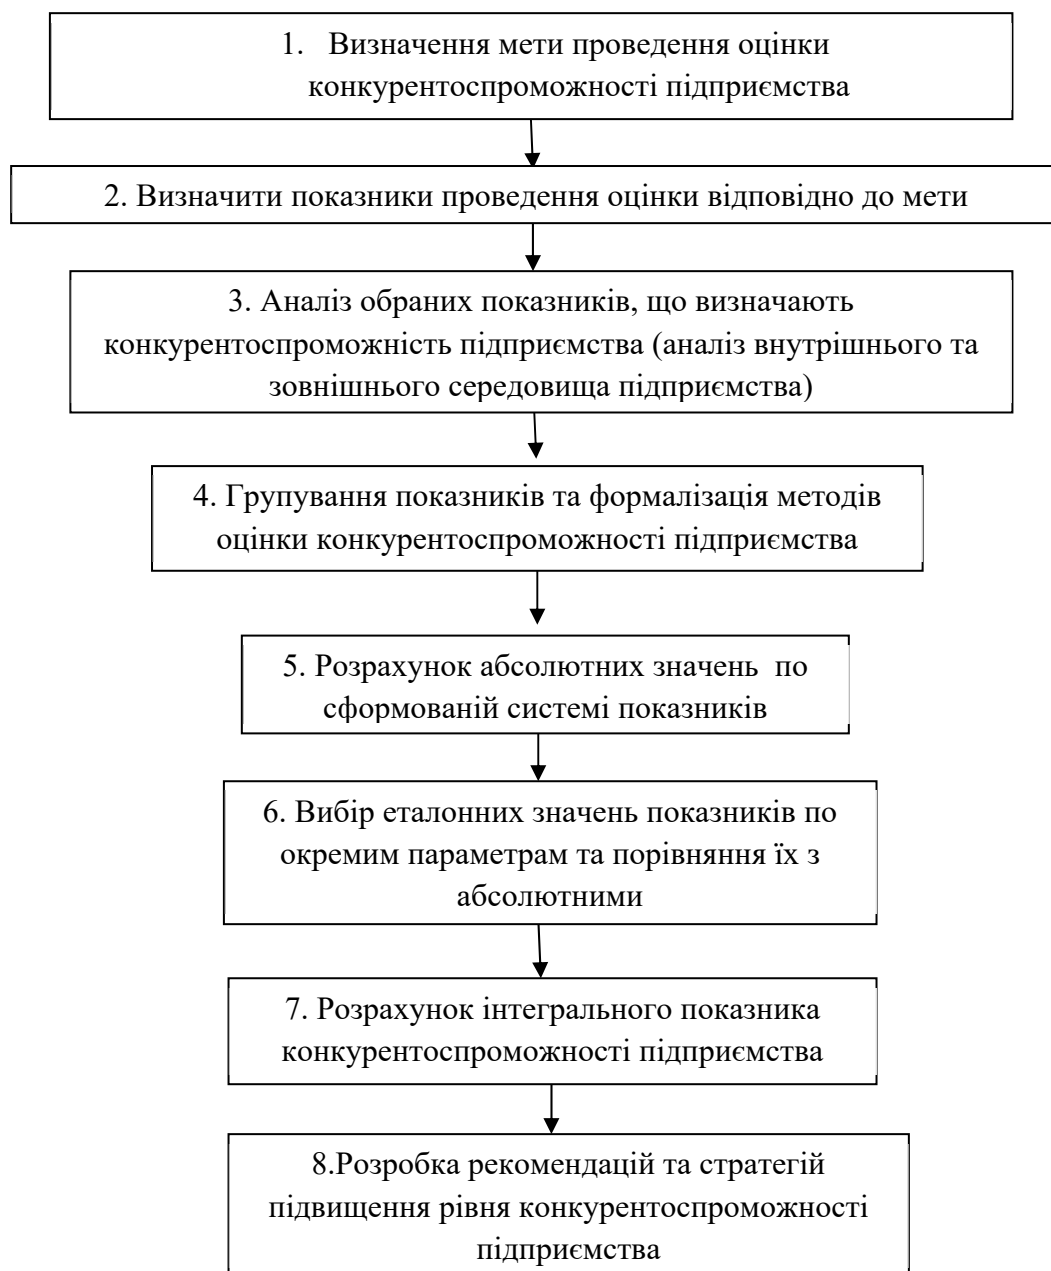 1. Визначення мети проведення оцінки
конкурентоспроможності підприємства
2. Визначити показники проведення оцінки відповідно до мети
3. Аналіз обраних показників, що визначають
конкурентоспроможність підприємства (аналіз внутрішнього та
зовнішнього середовища підприємства)
4. Групування показників та формалізація методів
оцінки конкурентоспроможності підприємства
5. Розрахунок абсолютних значень по
сформованій системі показників
6. Вибір еталонних значень показників по
окремим параметрам та порівняння їх з
абсолютними
7. Розрахунок інтегрального показника
конкурентоспроможності підприємства
8.Розробка рекомендацій та стратегій
підвищення рівня конкурентоспроможності
підприємства